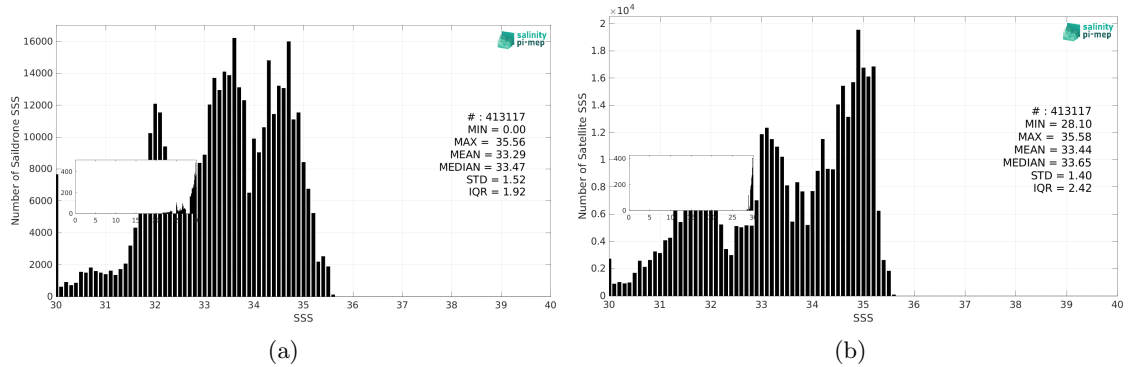 16000
14000
12000
10000
8000
6000
4000
2000
0
Number of Saildrone SSS
salinity
pi-mep
# : 413117
MIN = 0.00
MAX = 35.56
MEAN = 33.29
MEDIAN = 33.47
STD = 1.52
IQR = 1.92
400
200
0
0 5 10 15
30 31 32 33 34 35 36 37 38 39 40
SSS
(a)
×10⁴
2
1.8
1.6
1.4
1.2
1
0.8
0.6
0.4
0.2
0
Number of Satellite SSS
salinity
pi-mep
# : 413117
MIN = 28.10
MAX = 35.58
MEAN = 33.44
MEDIAN = 33.65
STD = 1.40
IQR = 2.42
400
200
0
0 5 10 15 20 25 30
30 31 32 33 34 35 36 37 38 39 40
SSS
(b)